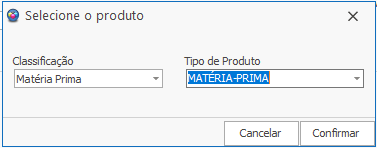 Selecione o produto
Classificação Tipo de Produto
Matéria Prima MATÉRIA-PRIMA
Cancelar Confirmar